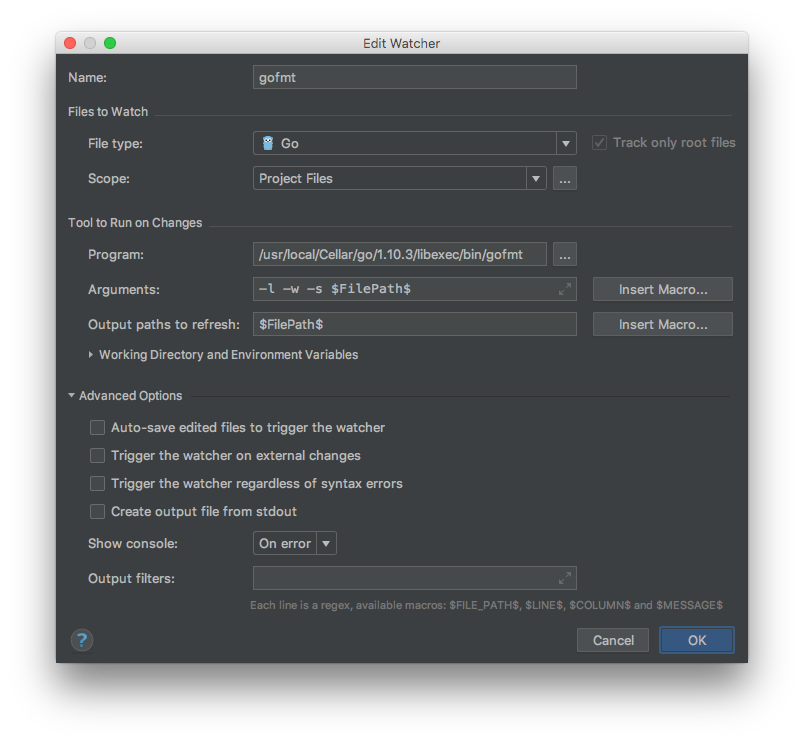 Edit Watcher
Name: gofmt
Files to Watch
File type: Go Track only root files
Scope: Project Files ...
Tool to Run on Changes
Program: /usr/local/Cellar/go/1.10.3/libexec/bin/gofmt ...
Arguments: –l –w –s $FilePath$ Insert Macro...
Output paths to refresh: $FilePath$ Insert Macro...
Working Directory and Environment Variables
Advanced Options
Auto-save edited files to trigger the watcher
Trigger the watcher on external changes
Trigger the watcher regardless of syntax errors
Create output file from stdout
Show console: On error
Output filters:
Each line is a regex, available macros: $FILE_PATH$, $LINE$, $COLUMN$ and $MESSAGE$
? Cancel OK